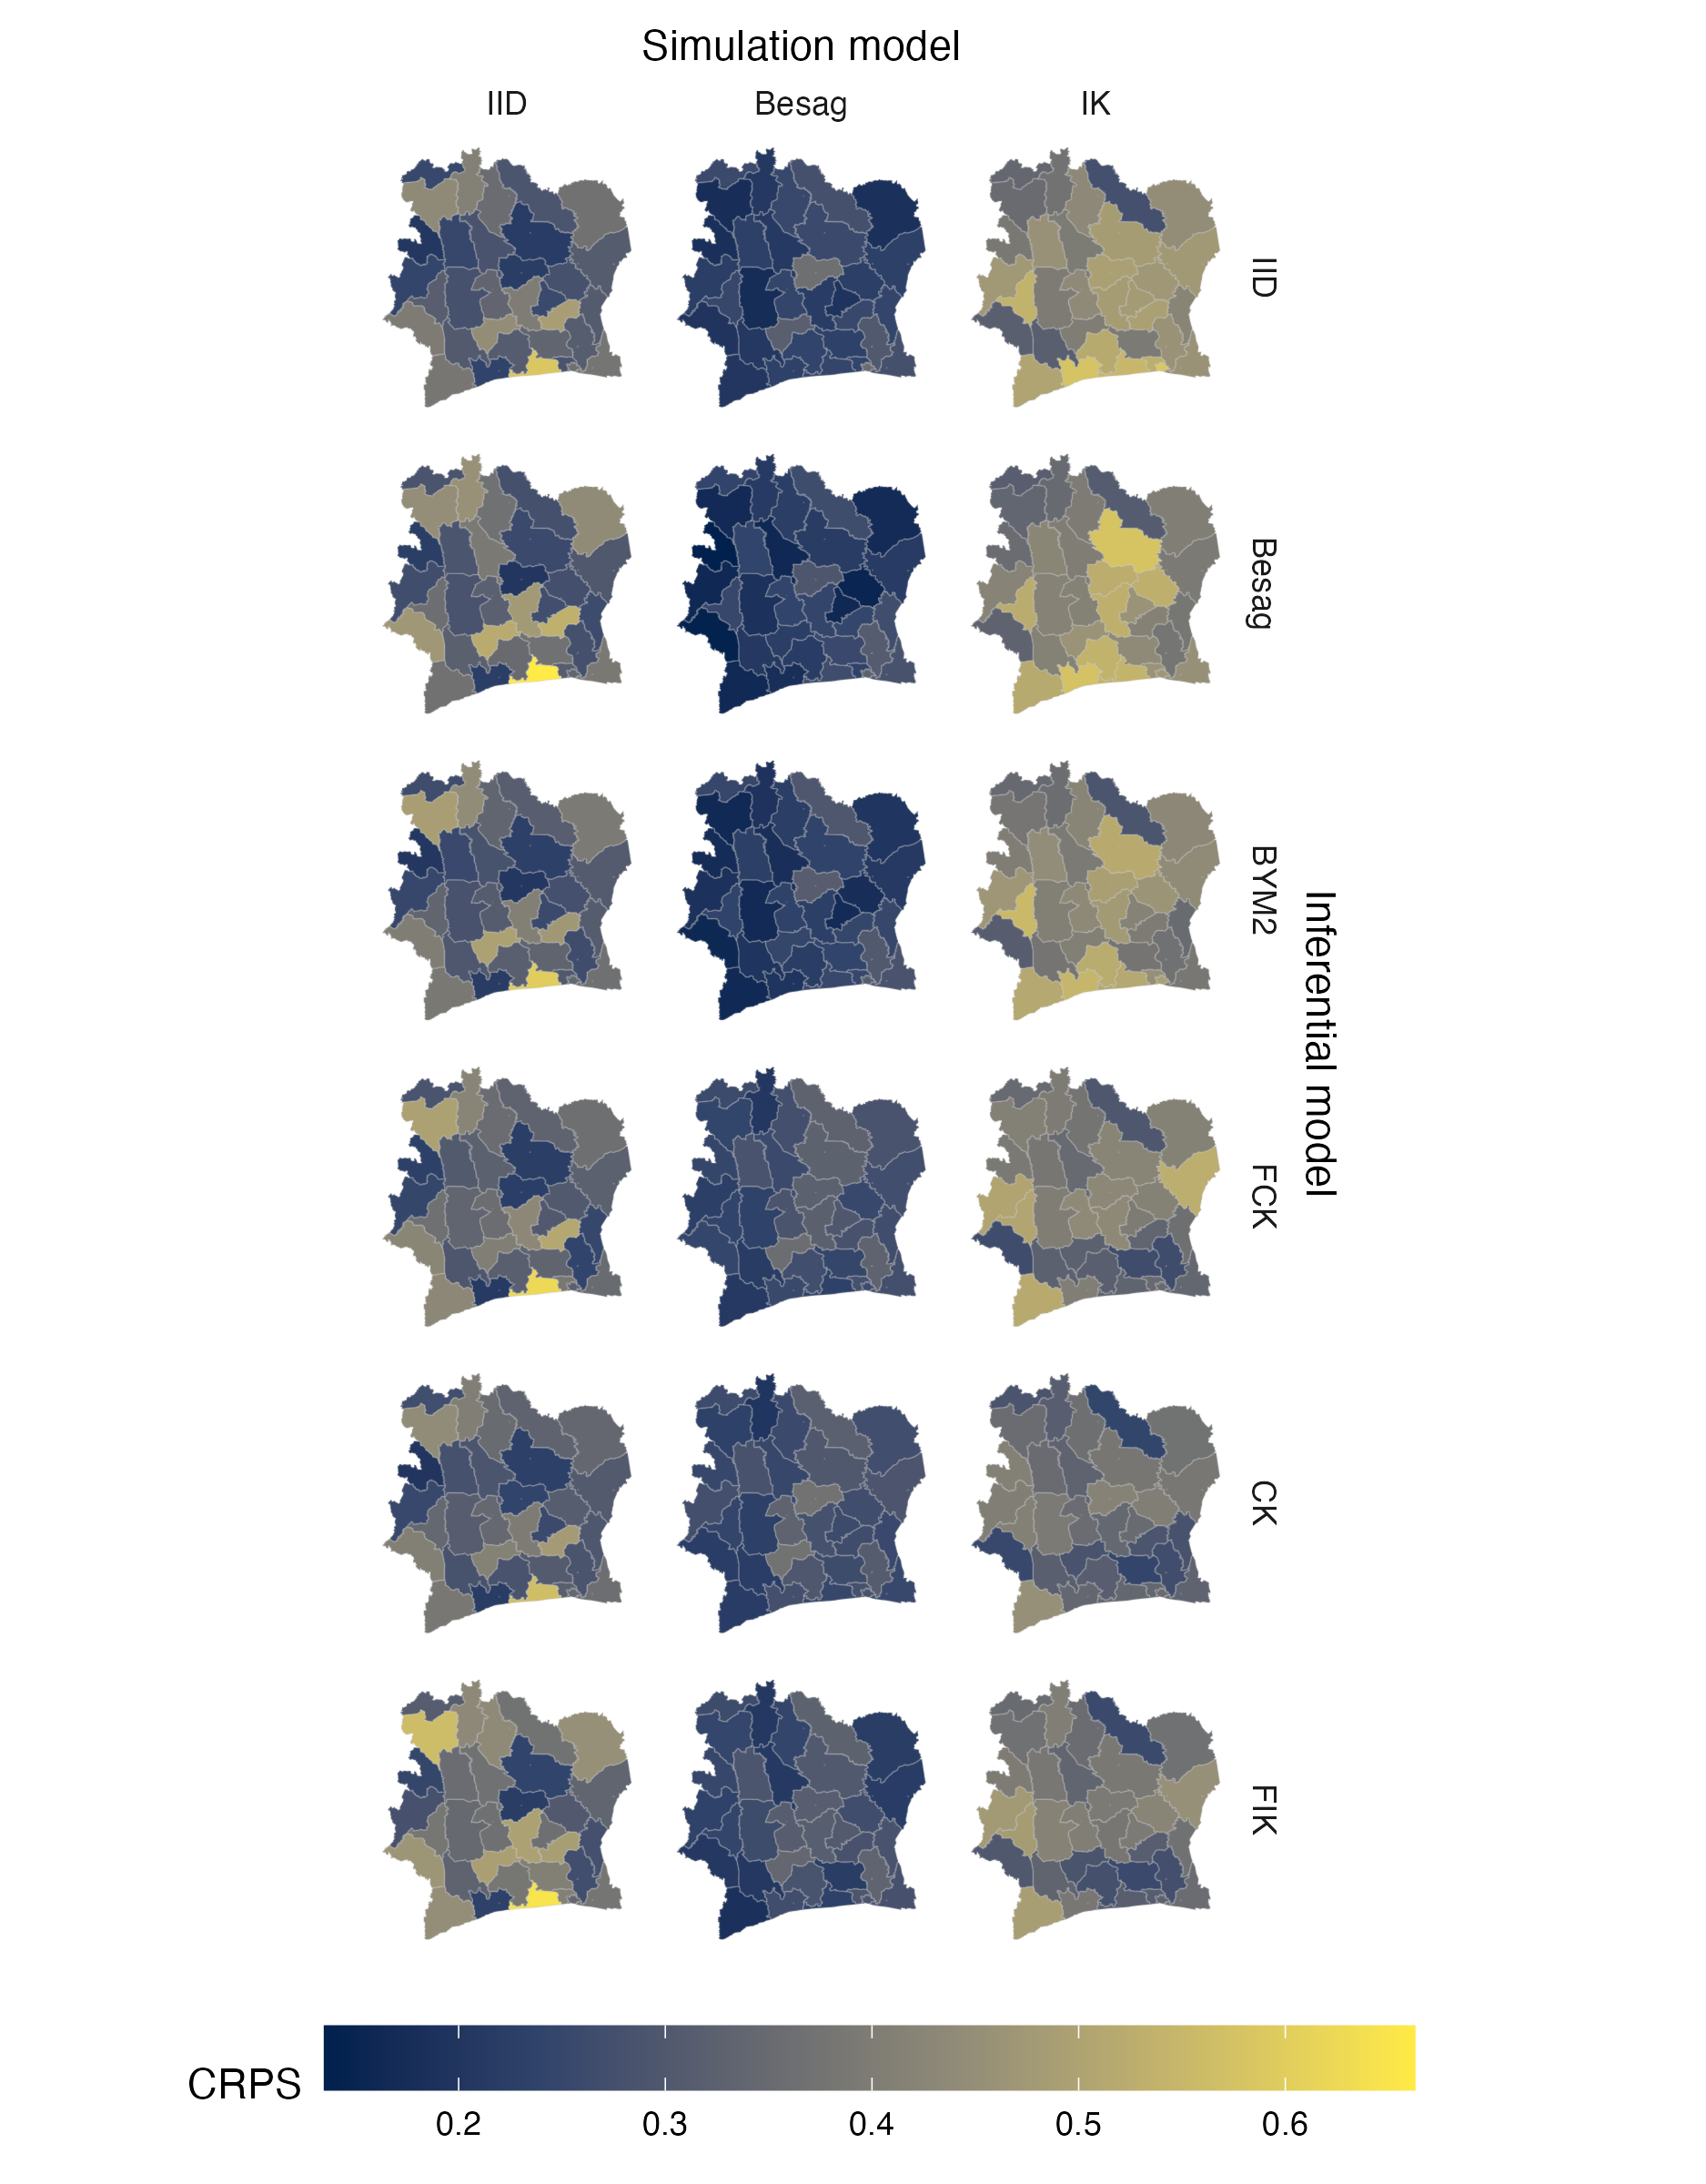 Simulation model
IID Besag IK
IID
Besag
BYM2
FCK
CK
FIK
Inferential model
CRPS
0.2 0.3 0.4 0.5 0.6